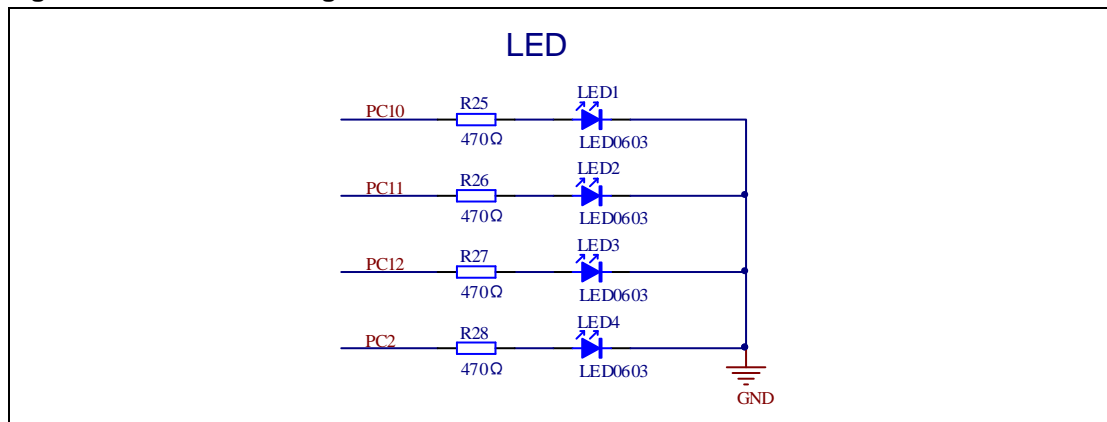 LED
LED1
PC10 R25
470Ω LED0603
LED2
PC11 R26
470Ω LED0603
LED3
PC12 R27
470Ω LED0603
LED4
PC2 R28
470Ω LED0603
GND